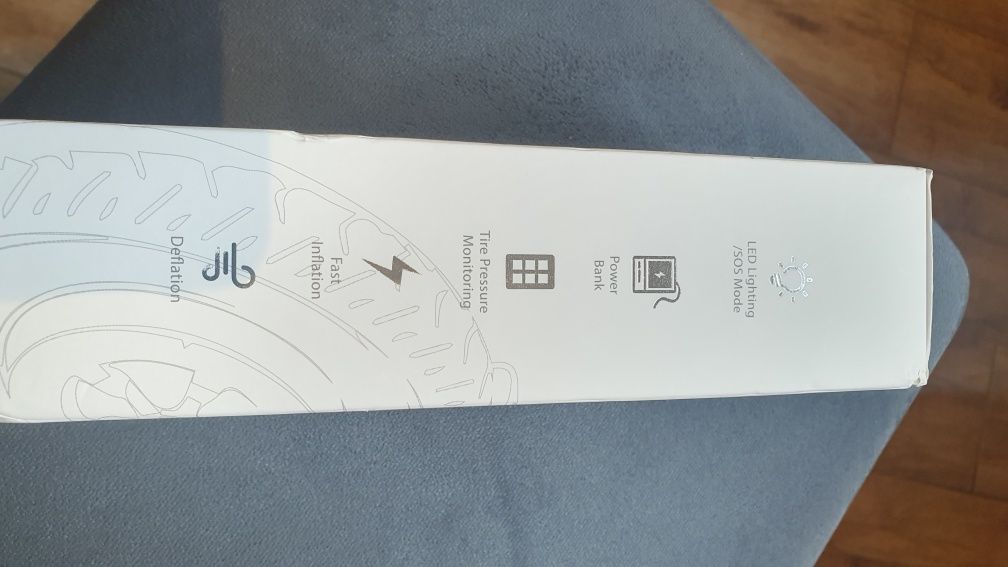 LED Lighting
/SOS Mode
Power
Bank
Tire Pressure
Monitoring
Fast
Inflation
Deflation